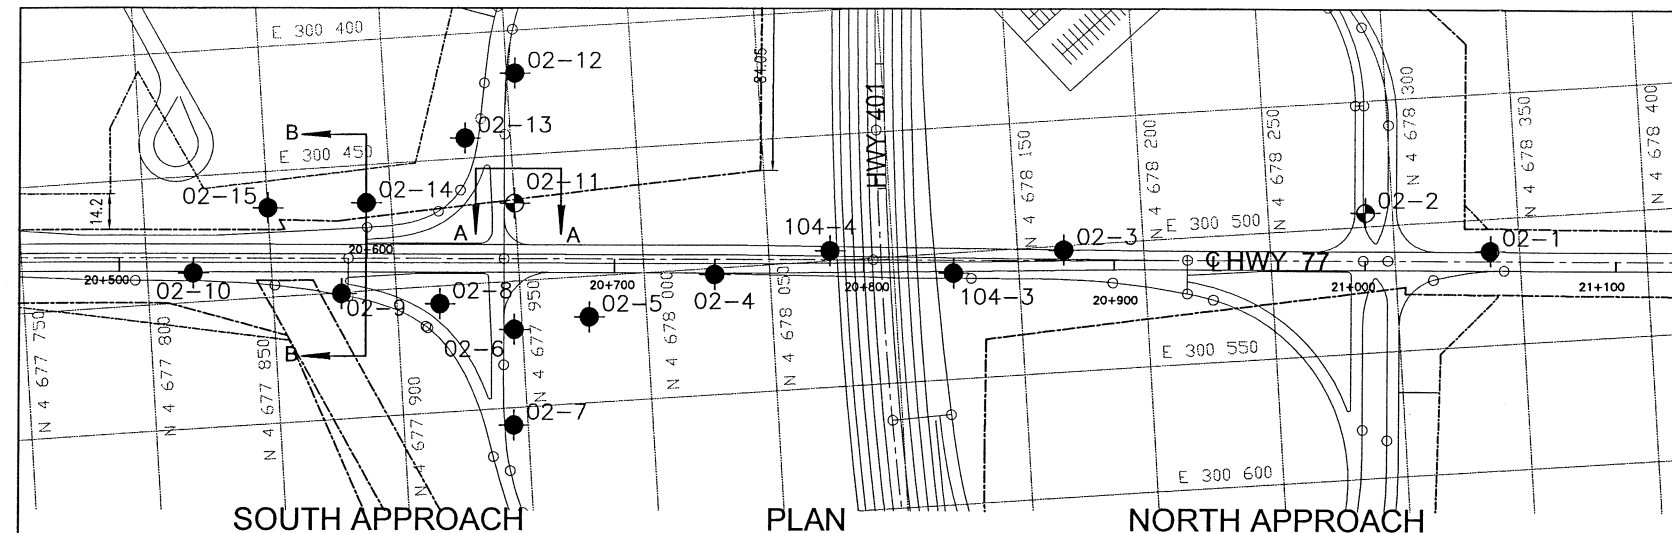 E 300 400
02-12
84.05
HWY 401
N 4 678 300
N 4 678 350
N 4 678 400
B
02-13
E 300 450
N 4 678 150
N 4 678 200
N 4 678 250
02-15
02-14
02-11
02-2
14.2
A
A
104-4
02-3
E 300 500
02-1
20+600
℄ HWY 77
20+500
02-10
02-9
02-8
20+700
02-5
02-4
20+800
104-3
20+900
21+000
21+100
02-6
B
N 4 677 750
N 4 677 800
N 4 677 850
N 4 677 900
N 4 677 950
N 4 678 000
N 4 678 050
E 300 550
02-7
E 300 600
SOUTH APPROACH
PLAN
NORTH APPROACH